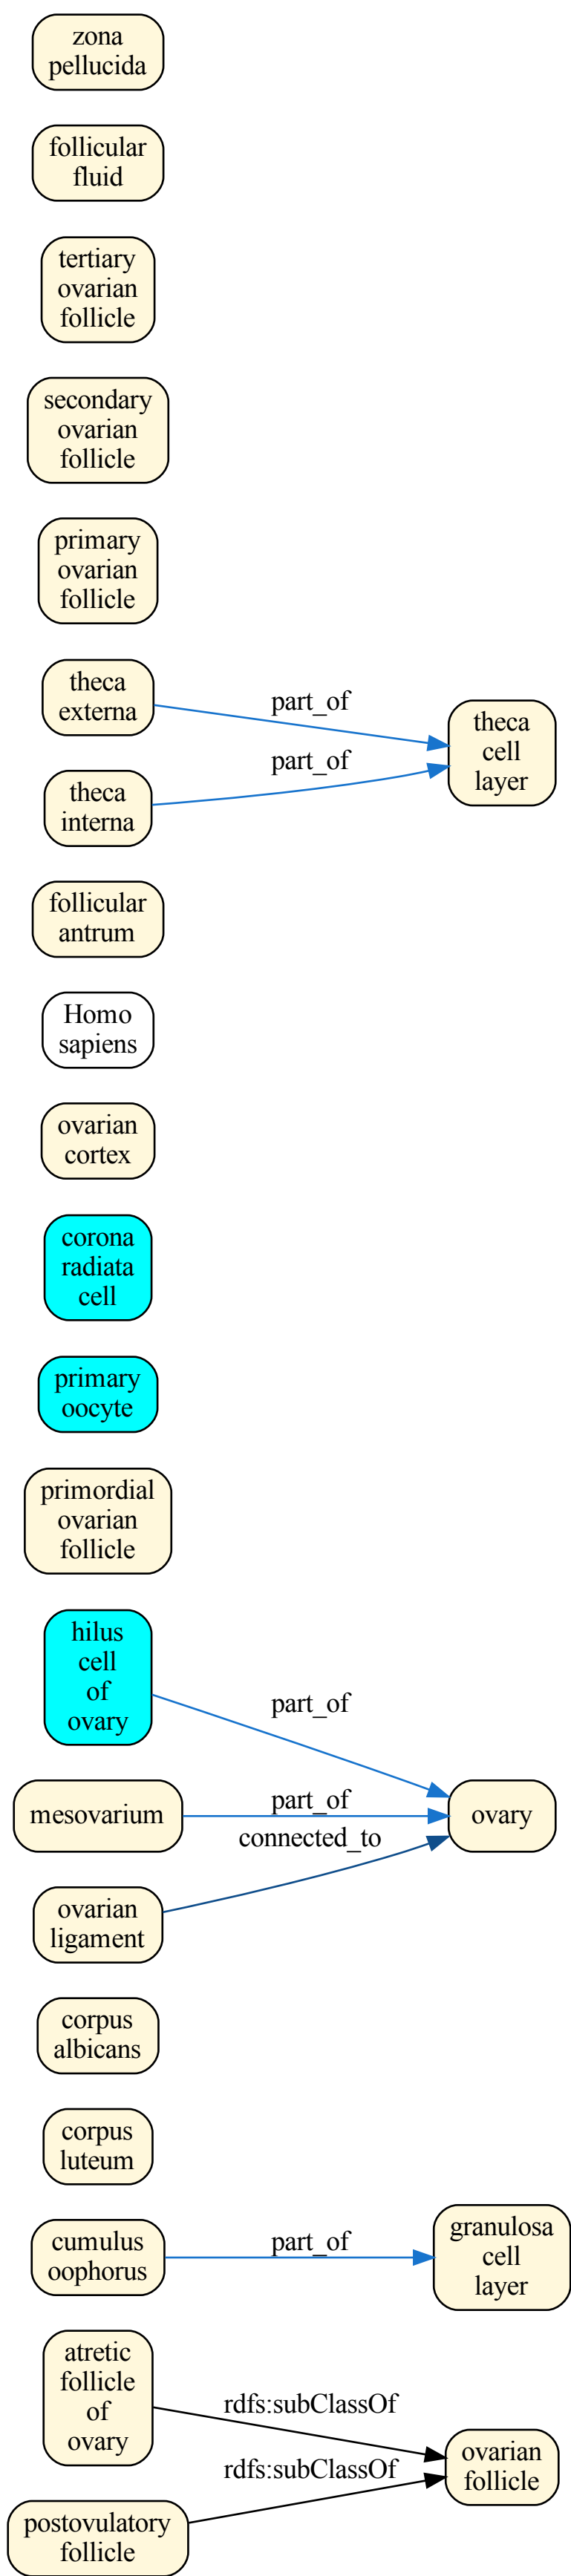 zona
pellucida
follicular
fluid
tertiary
ovarian
follicle
secondary
ovarian
follicle
primary
ovarian
follicle
theca
externa
part_of
theca
cell
layer
part_of
theca
interna
follicular
antrum
Homo
sapiens
ovarian
cortex
corona
radiata
cell
primary
oocyte
primordial
ovarian
follicle
hilus
cell
of
ovary
part_of
mesovarium
part_of
ovary
connected_to
ovarian
ligament
corpus
albicans
corpus
luteum
cumulus
oophorus
part_of
granulosa
cell
layer
atretic
follicle
of
ovary
rdfs:subClassOf
ovarian
follicle
rdfs:subClassOf
postovulatory
follicle